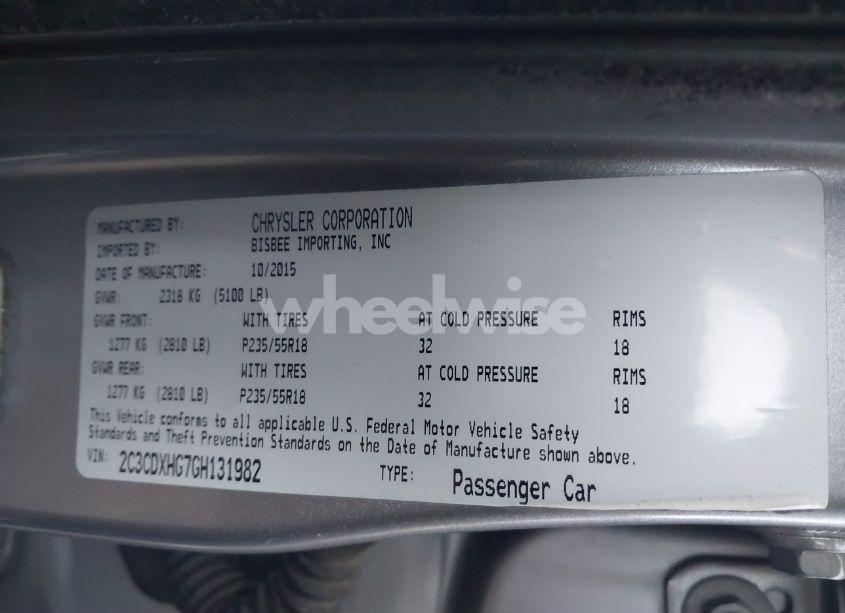 MANUFACTURED BY: CHRYSLER CORPORATION
IMPORTED BY: BISBEE IMPORTING, INC
DATE OF MANUFACTURE: 10/2015
GVWR: 2318 KG (5100 LB)
wheelwise
GVWR FRONT: WITH TIRES AT COLD PRESSURE RIMS
1277 KG (2810 LB) P235/55R18 32 18
GVWR REAR: WITH TIRES AT COLD PRESSURE RIMS
1277 KG (2810 LB) P235/55R18 32 18
This Vehicle conforms to all applicable U.S. Federal Motor Vehicle Safety
Standards and Theft Prevention Standards on the Date of Manufacture shown above.
VIN: 2C3CDXHG7GH131982 TYPE: Passenger Car